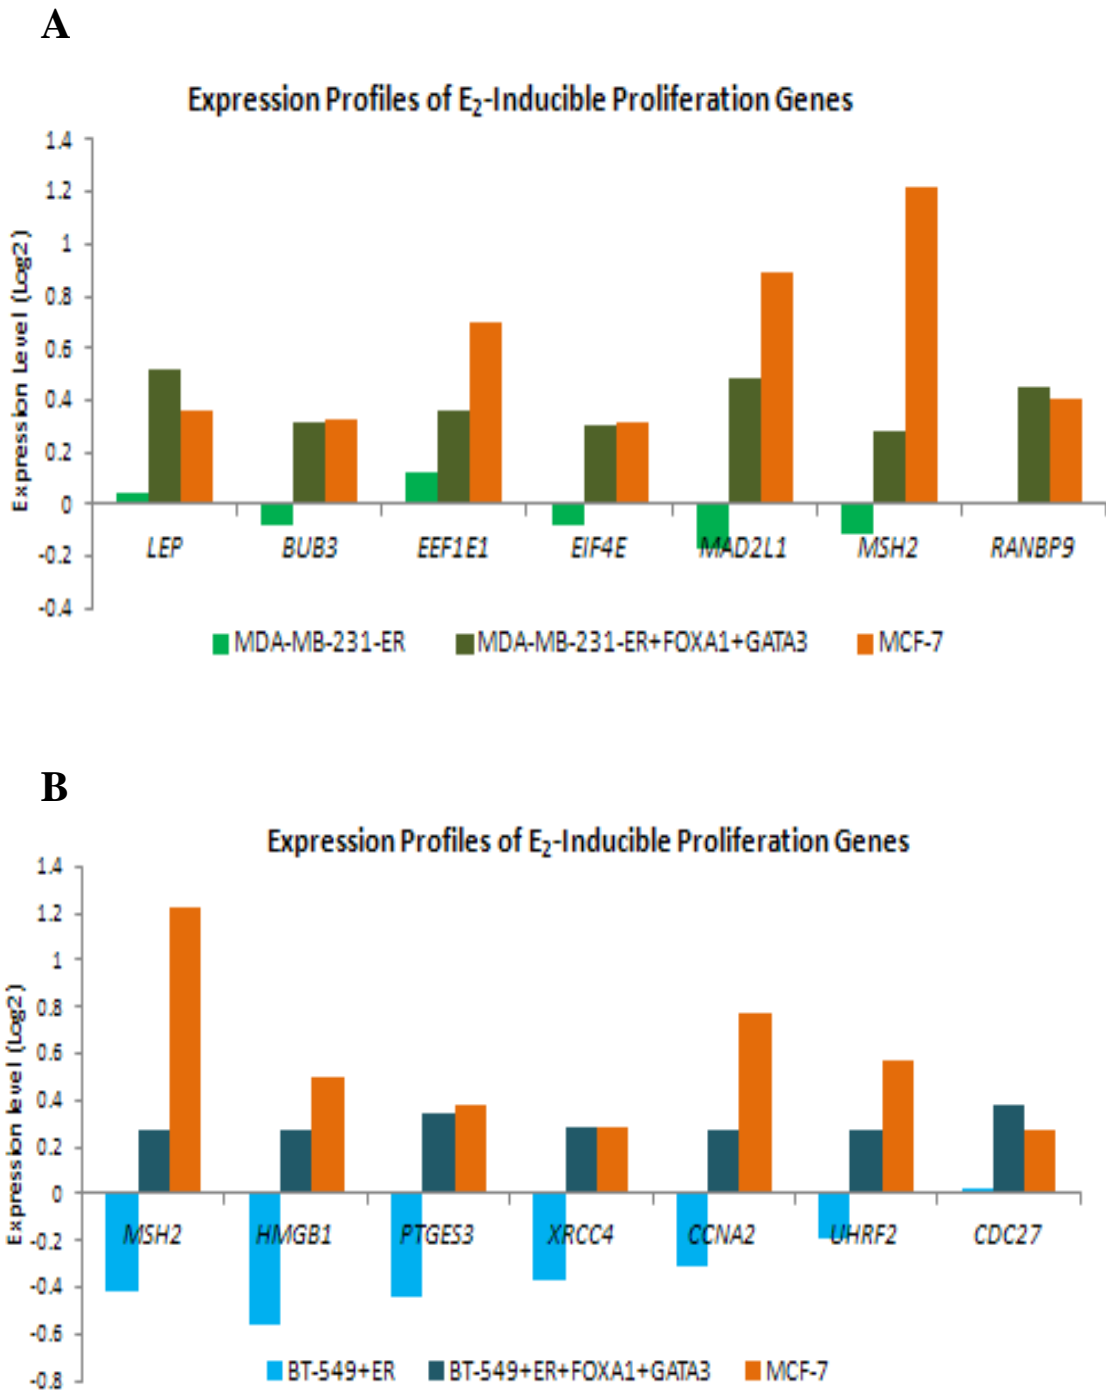 A
Expression Profiles of E2-Inducible Proliferation Genes
Expression Level (Log2)
1.4
1.2
1
0.8
0.6
0.4
0.2
0
-0.2
-0.4
LEP BUB3 EEF1E1 EIF4E MAD2L1 MSH2 RANBP9
MDA-MB-231-ER MDA-MB-231-ER+FOXA1+GATA3 MCF-7
B
Expression Profiles of E2-Inducible Proliferation Genes
Expression level (Log2)
1.4
1.2
1
0.8
0.6
0.4
0.2
0
-0.2
-0.4
-0.6
-0.8
MSH2 HMGB1 PTGES3 XRCC4 CCNA2 UHRF2 CDC27
BT-549+ER BT-549+ER+FOXA1+GATA3 MCF-7